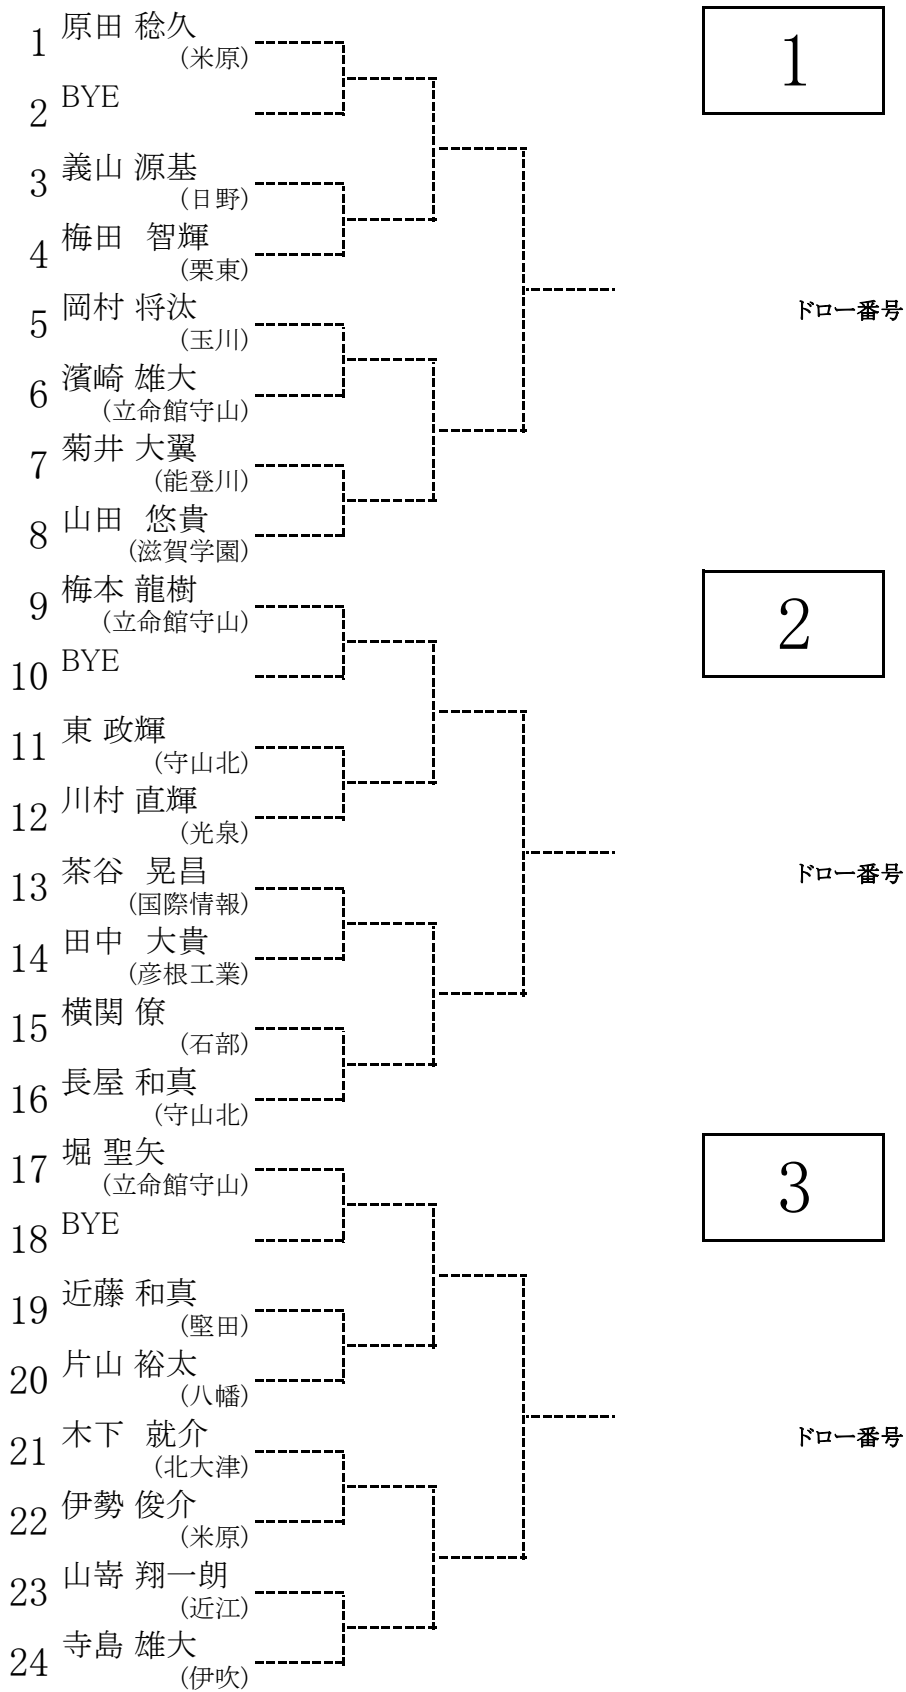 1 原田 稔久
(米原)
1
2 BYE
3 義山 源基
(日野)
4 梅田 智輝
(栗東)
5 岡村 将汰
(玉川)
ドロー番号
6 濱崎 雄大
(立命館守山)
7 菊井 大翼
(能登川)
8 山田 悠貴
(滋賀学園)
9 梅本 龍樹
(立命館守山)
2
10 BYE
11 東 政輝
(守山北)
12 川村 直輝
(光泉)
13 茶谷 晃昌
(国際情報)
ドロー番号
14 田中 大貴
(彦根工業)
15 横関 僚
(石部)
16 長屋 和真
(守山北)
17 堀 聖矢
(立命館守山)
3
18 BYE
19 近藤 和真
(堅田)
20 片山 裕太
(八幡)
21 木下 就介
(北大津)
ドロー番号
22 伊勢 俊介
(米原)
23 山嵜 翔一朗
(近江)
24 寺島 雄大
(伊吹)